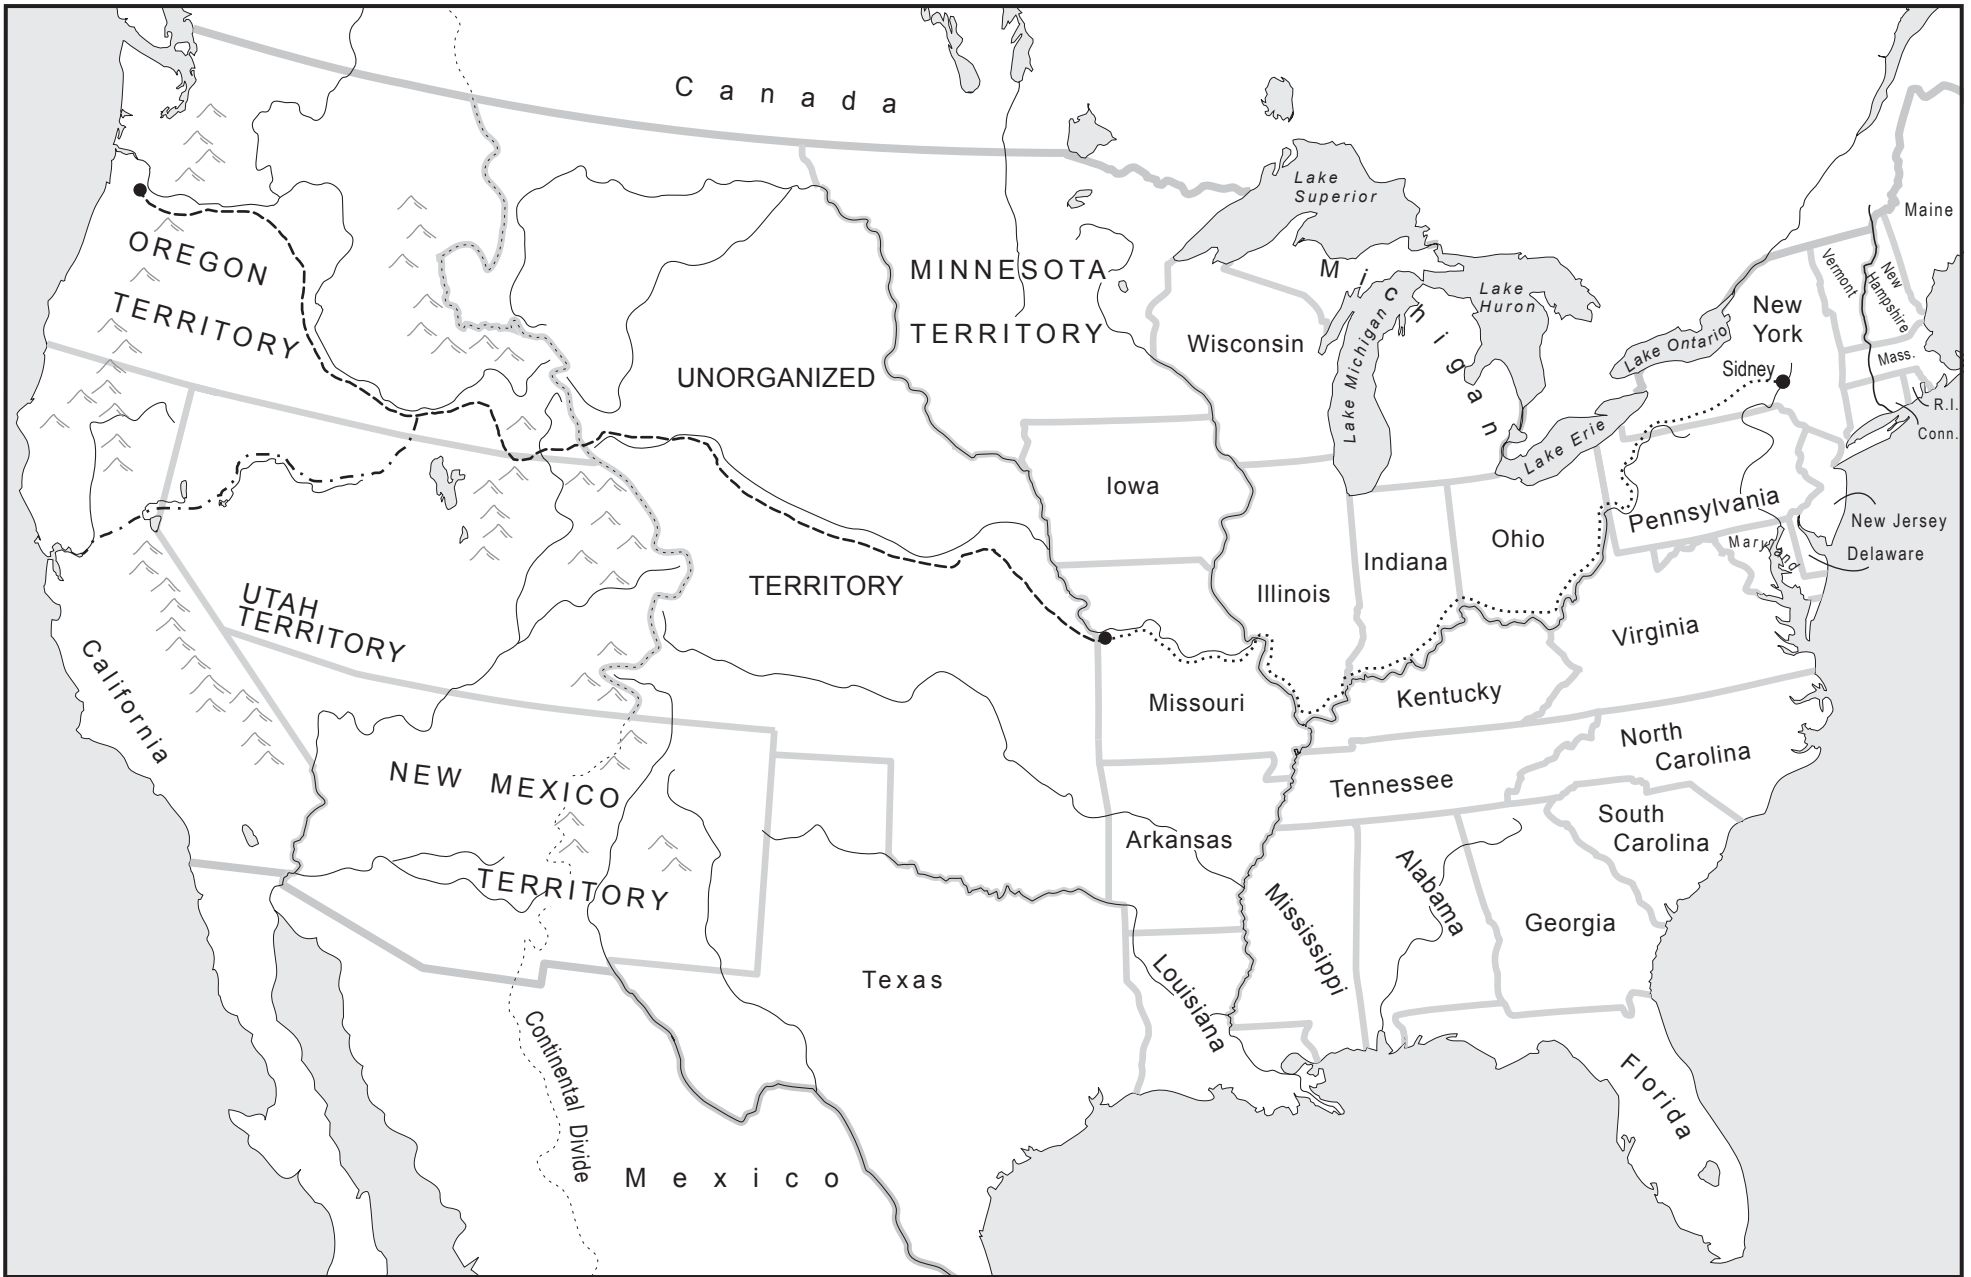 Canada
Lake
Superior
Maine
OREGON
TERRITORY
MINNESOTA
TERRITORY
Michigan
Lake
Huron
Vermont
New
Hampshire
New
York
Wisconsin
Lake Michigan
Lake Ontario
Mass.
Sidney
UNORGANIZED
TERRITORY
R.I.
Conn.
Lake Erie
Iowa
Pennsylvania
New Jersey
Ohio
Maryland
Delaware
Indiana
Illinois
UTAH
TERRITORY
Virginia
California
Missouri
Kentucky
North
Carolina
NEW MEXICO
TERRITORY
Tennessee
South
Carolina
Arkansas
Alabama
Mississippi
Georgia
Texas
Louisiana
Continental Divide
Florida
Mexico